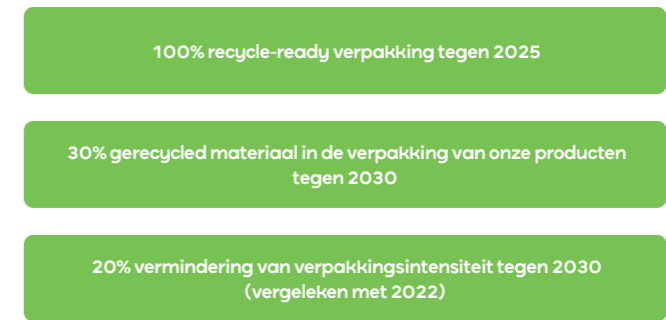 100% recycle-ready verpakking tegen 2025
30% gerecycled materiaal in de verpakking van onze producten
tegen 2030
20% vermindering van verpakkingsintensiteit tegen 2030
(vergeleken met 2022)